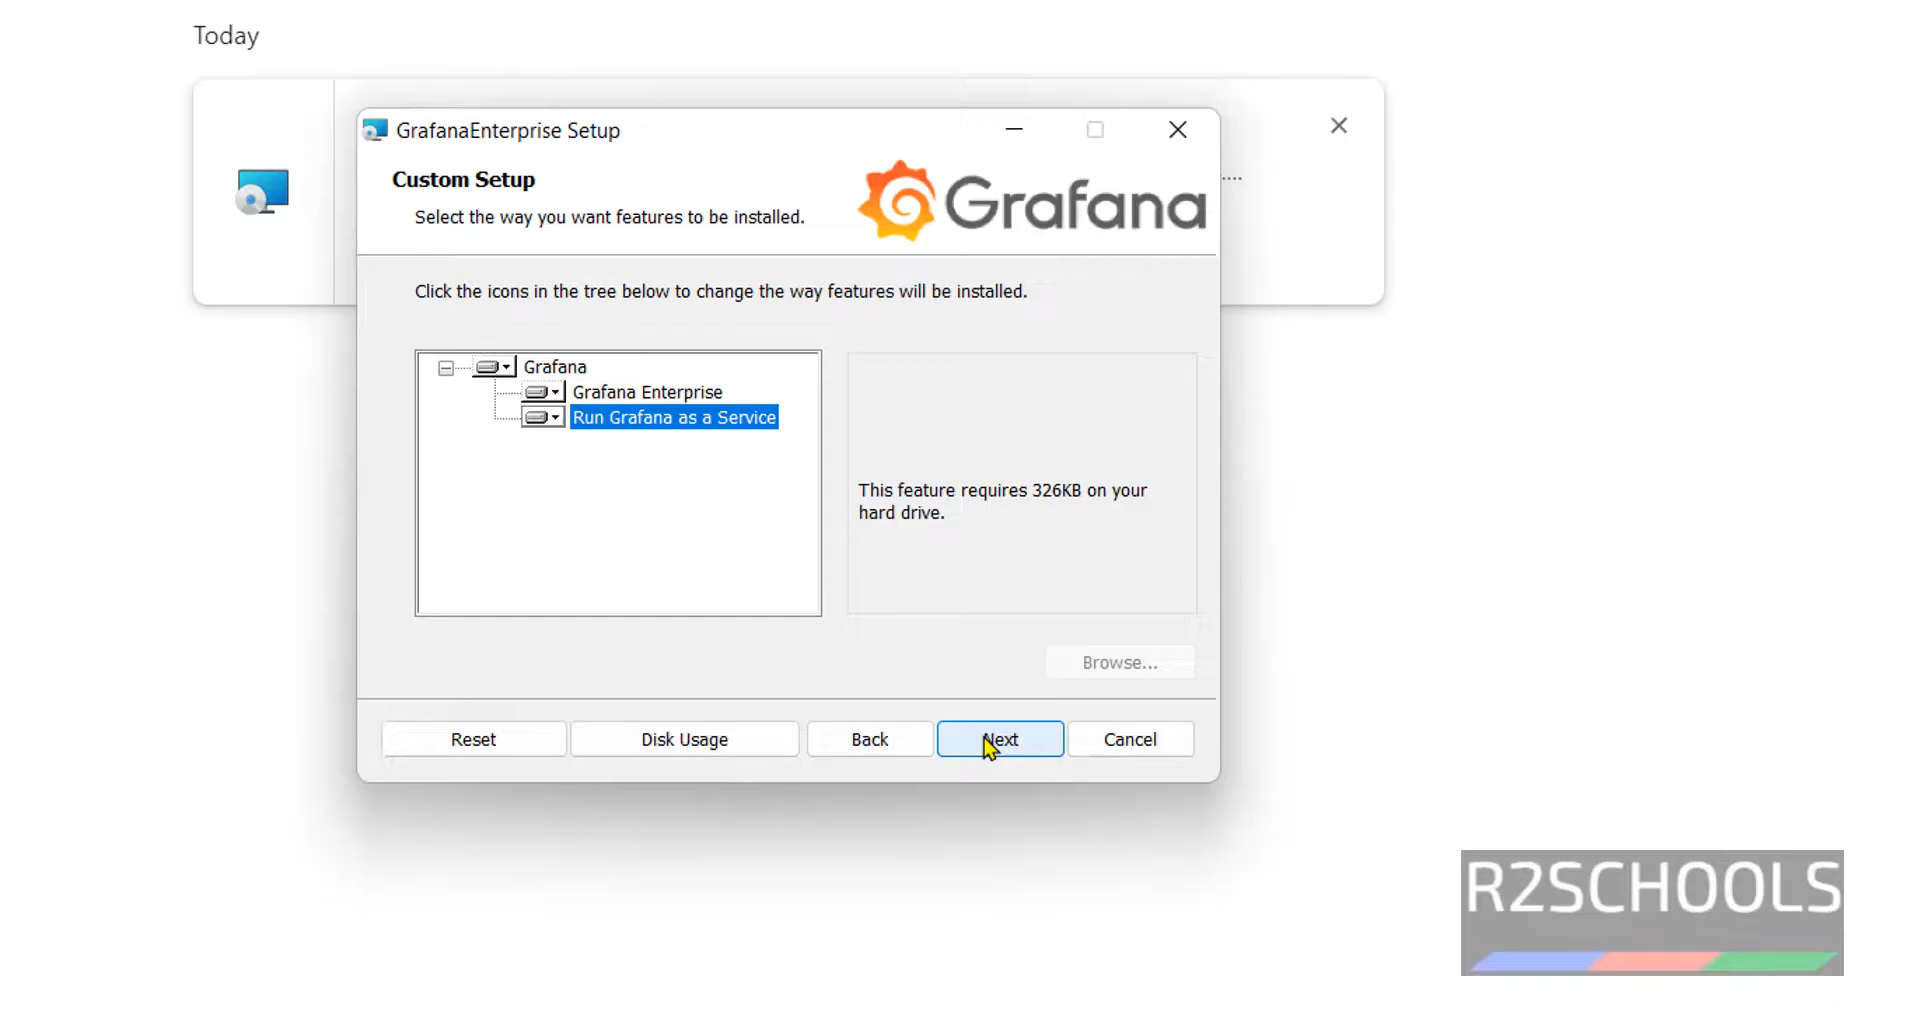 Today
GrafanaEnterprise Setup
Custom Setup
Select the way you want features to be installed.
Grafana
....
Click the icons in the tree below to change the way features will be installed.
Grafana
Grafana Enterprise
Run Grafana as a Service
This feature requires 326KB on your
hard drive.
Browse...
Reset
Disk Usage
Back
Next
Cancel
R2SCHOOLS